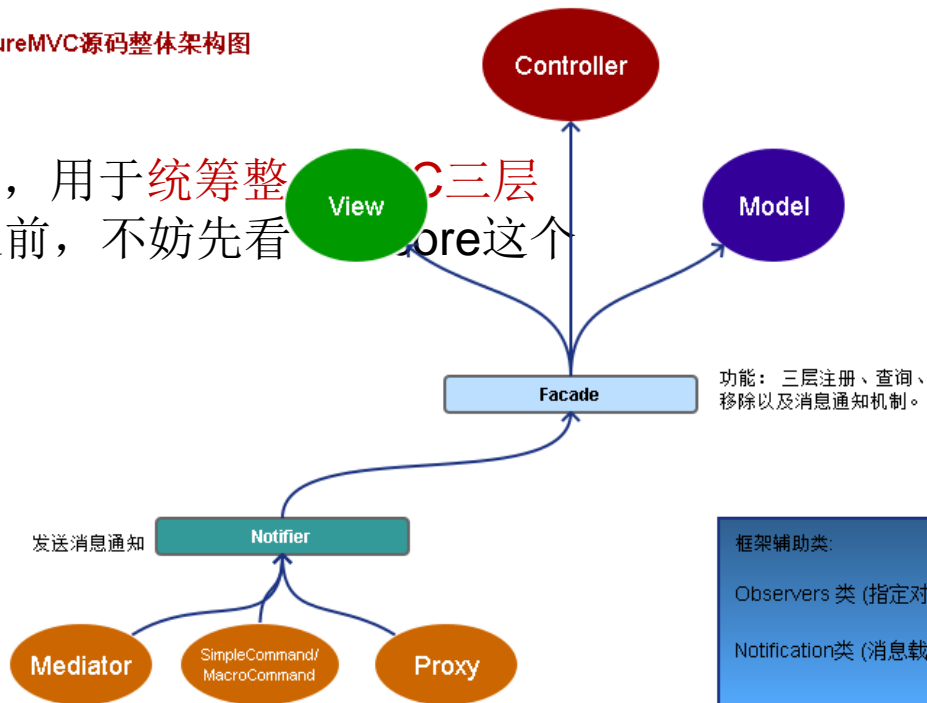 ureMVC源码整体架构图
Controller
,用于统筹整 C三层
View
Model
前,不妨先看 ore这个
Facade
功能: 三层注册、查询、
移除以及消息通知机制。
发送消息通知
Notifier
框架辅助类:
Observers 类 (指定对
Notification类 (消息载
Mediator
SimpleCommand/
MacroCommand
Proxy